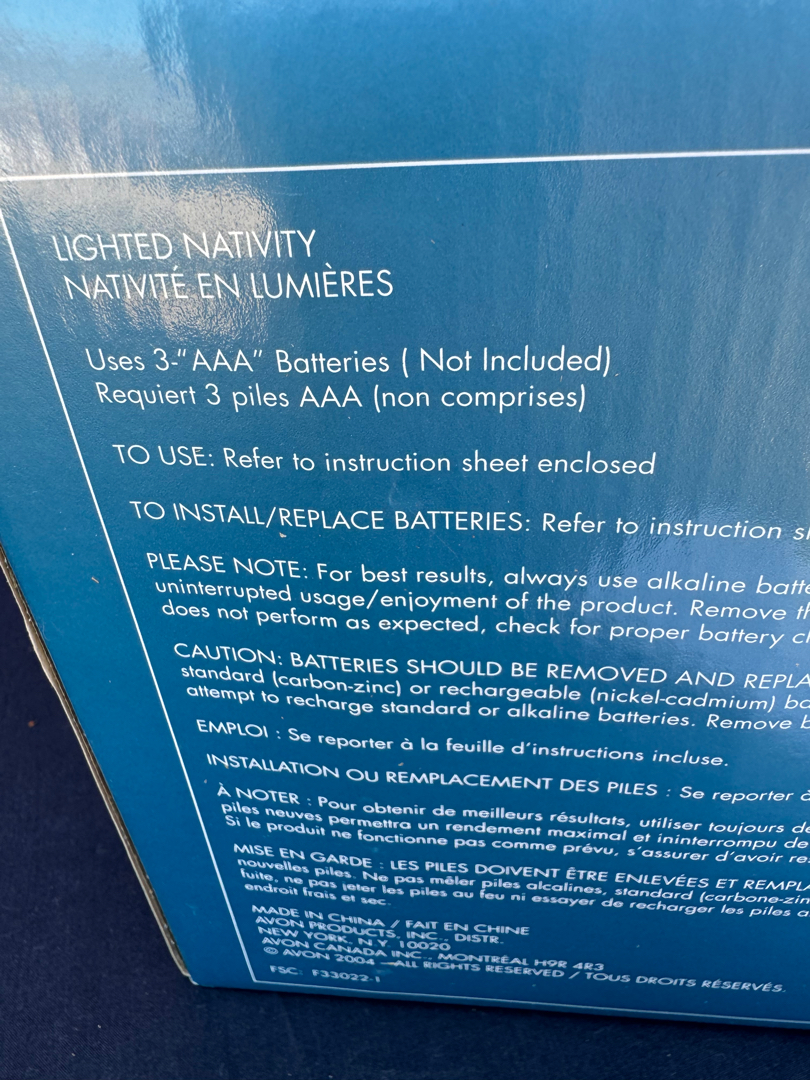 LIGHTED NATIVITY
NATIVITÉ EN LUMIÈRES
Uses 3-"AAA" Batteries ( Not Included)
Requiert 3 piles AAA (non comprises)
TO USE: Refer to instruction sheet enclosed
TO INSTALL/REPLACE BATTERIES: Refer to instruction
PLEASE NOTE: For best results, always use alkaline
uninterrupted usage/enjoyment of the product. Remove
does not perform as expected, check for proper battery
CAUTION: BATTERIES SHOULD BE REMOVED AND
standard (carbon-zinc) or rechargeable (nickel-cadmium)
attempt to recharge standard or alkaline batteries. Remove
EMPLOI : Se reporter à la feuille d'instructions incluse.
INSTALLATION OU REMPLACEMENT DES PILES : Se reporter à
À NOTER : Pour obtenir de meilleurs résultats, utiliser toujours
piles neuves permettra un rendement maximal et ininterrompu de
Si le produit ne fonctionne pas comme prévu, s'assurer d'avoir
MISE EN GARDE : LES PILES DOIVENT ÊTRE ENLEVÉES ET
nouvelles piles. Ne pas mêler piles alcalines, standard
fuite, ne pas jeter les piles au feu ni essayer de recharger les piles
endroit frais et sec.
MADE IN CHINA / FAIT EN CHINE
AVON PRODUCTS, INC., DISTR.
NEW YORK, N.Y. 10020
AVON CANADA INC., MONTRÉAL H9R 4R3
© AVON 2004 —ALL RIGHTS RESERVED / TOUS DROITS RÉSERVÉS.
FSC: F33022-1